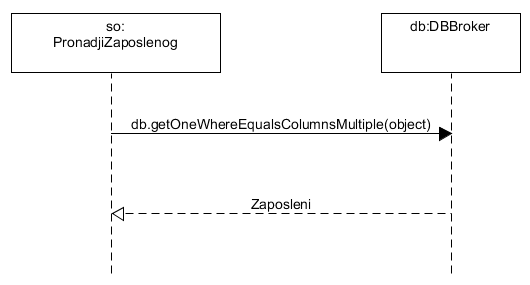 so:
PronadjiZaposlenog
db:DBBroker
db.getOneWhereEqualsColumnsMultiple(object)
Zaposleni